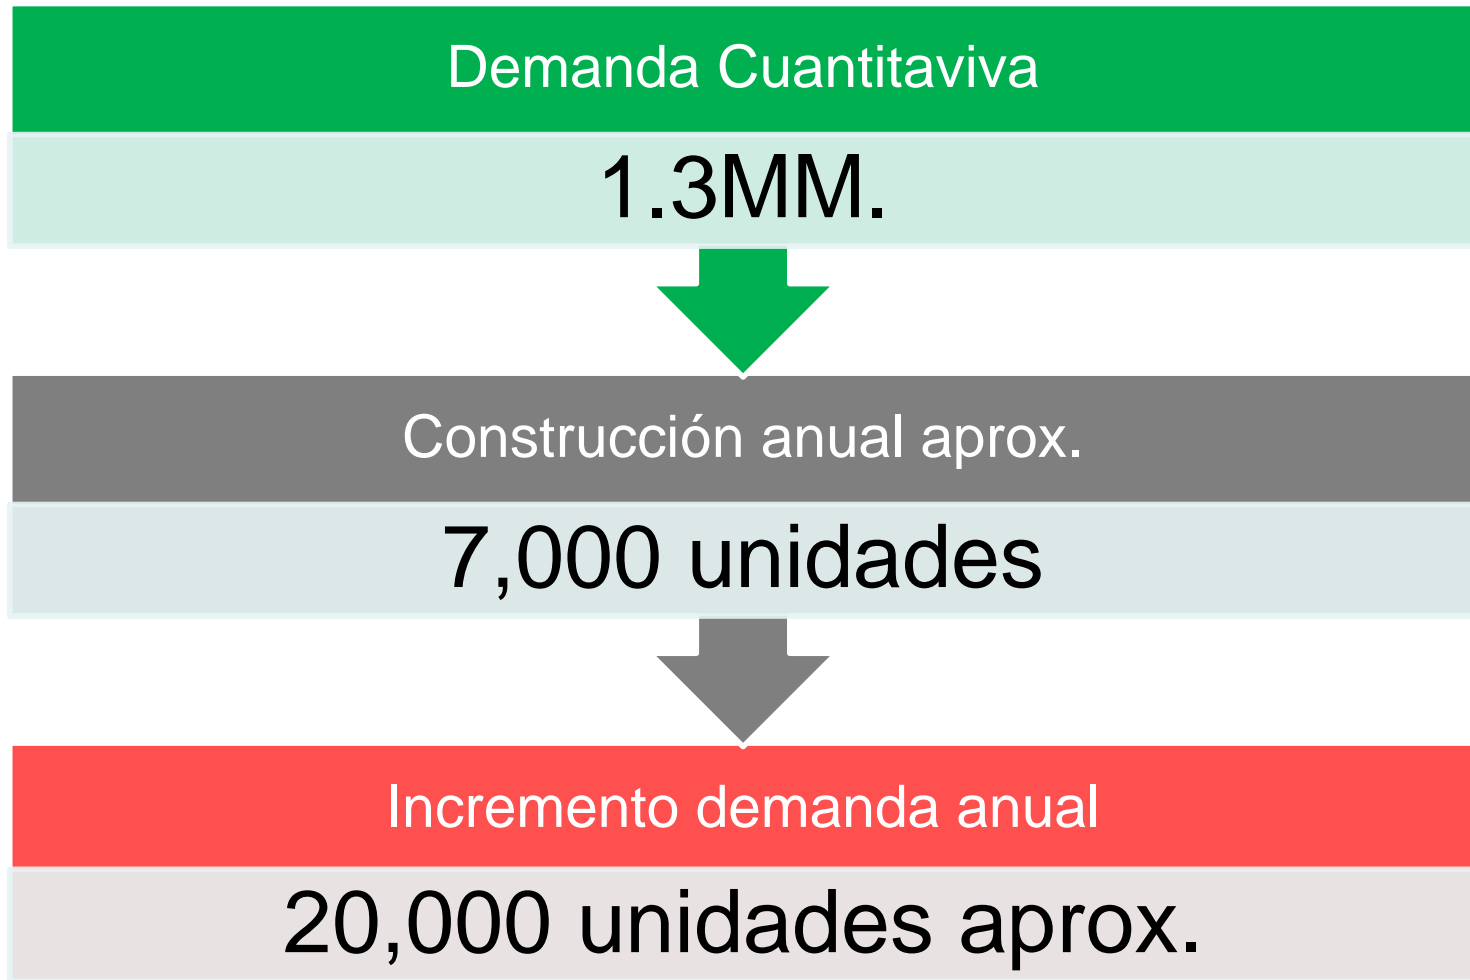 Demanda Cuantitaviva
1.3MM.
Construcción anual aprox.
7,000 unidades
Incremento demanda anual
20,000 unidades aprox.